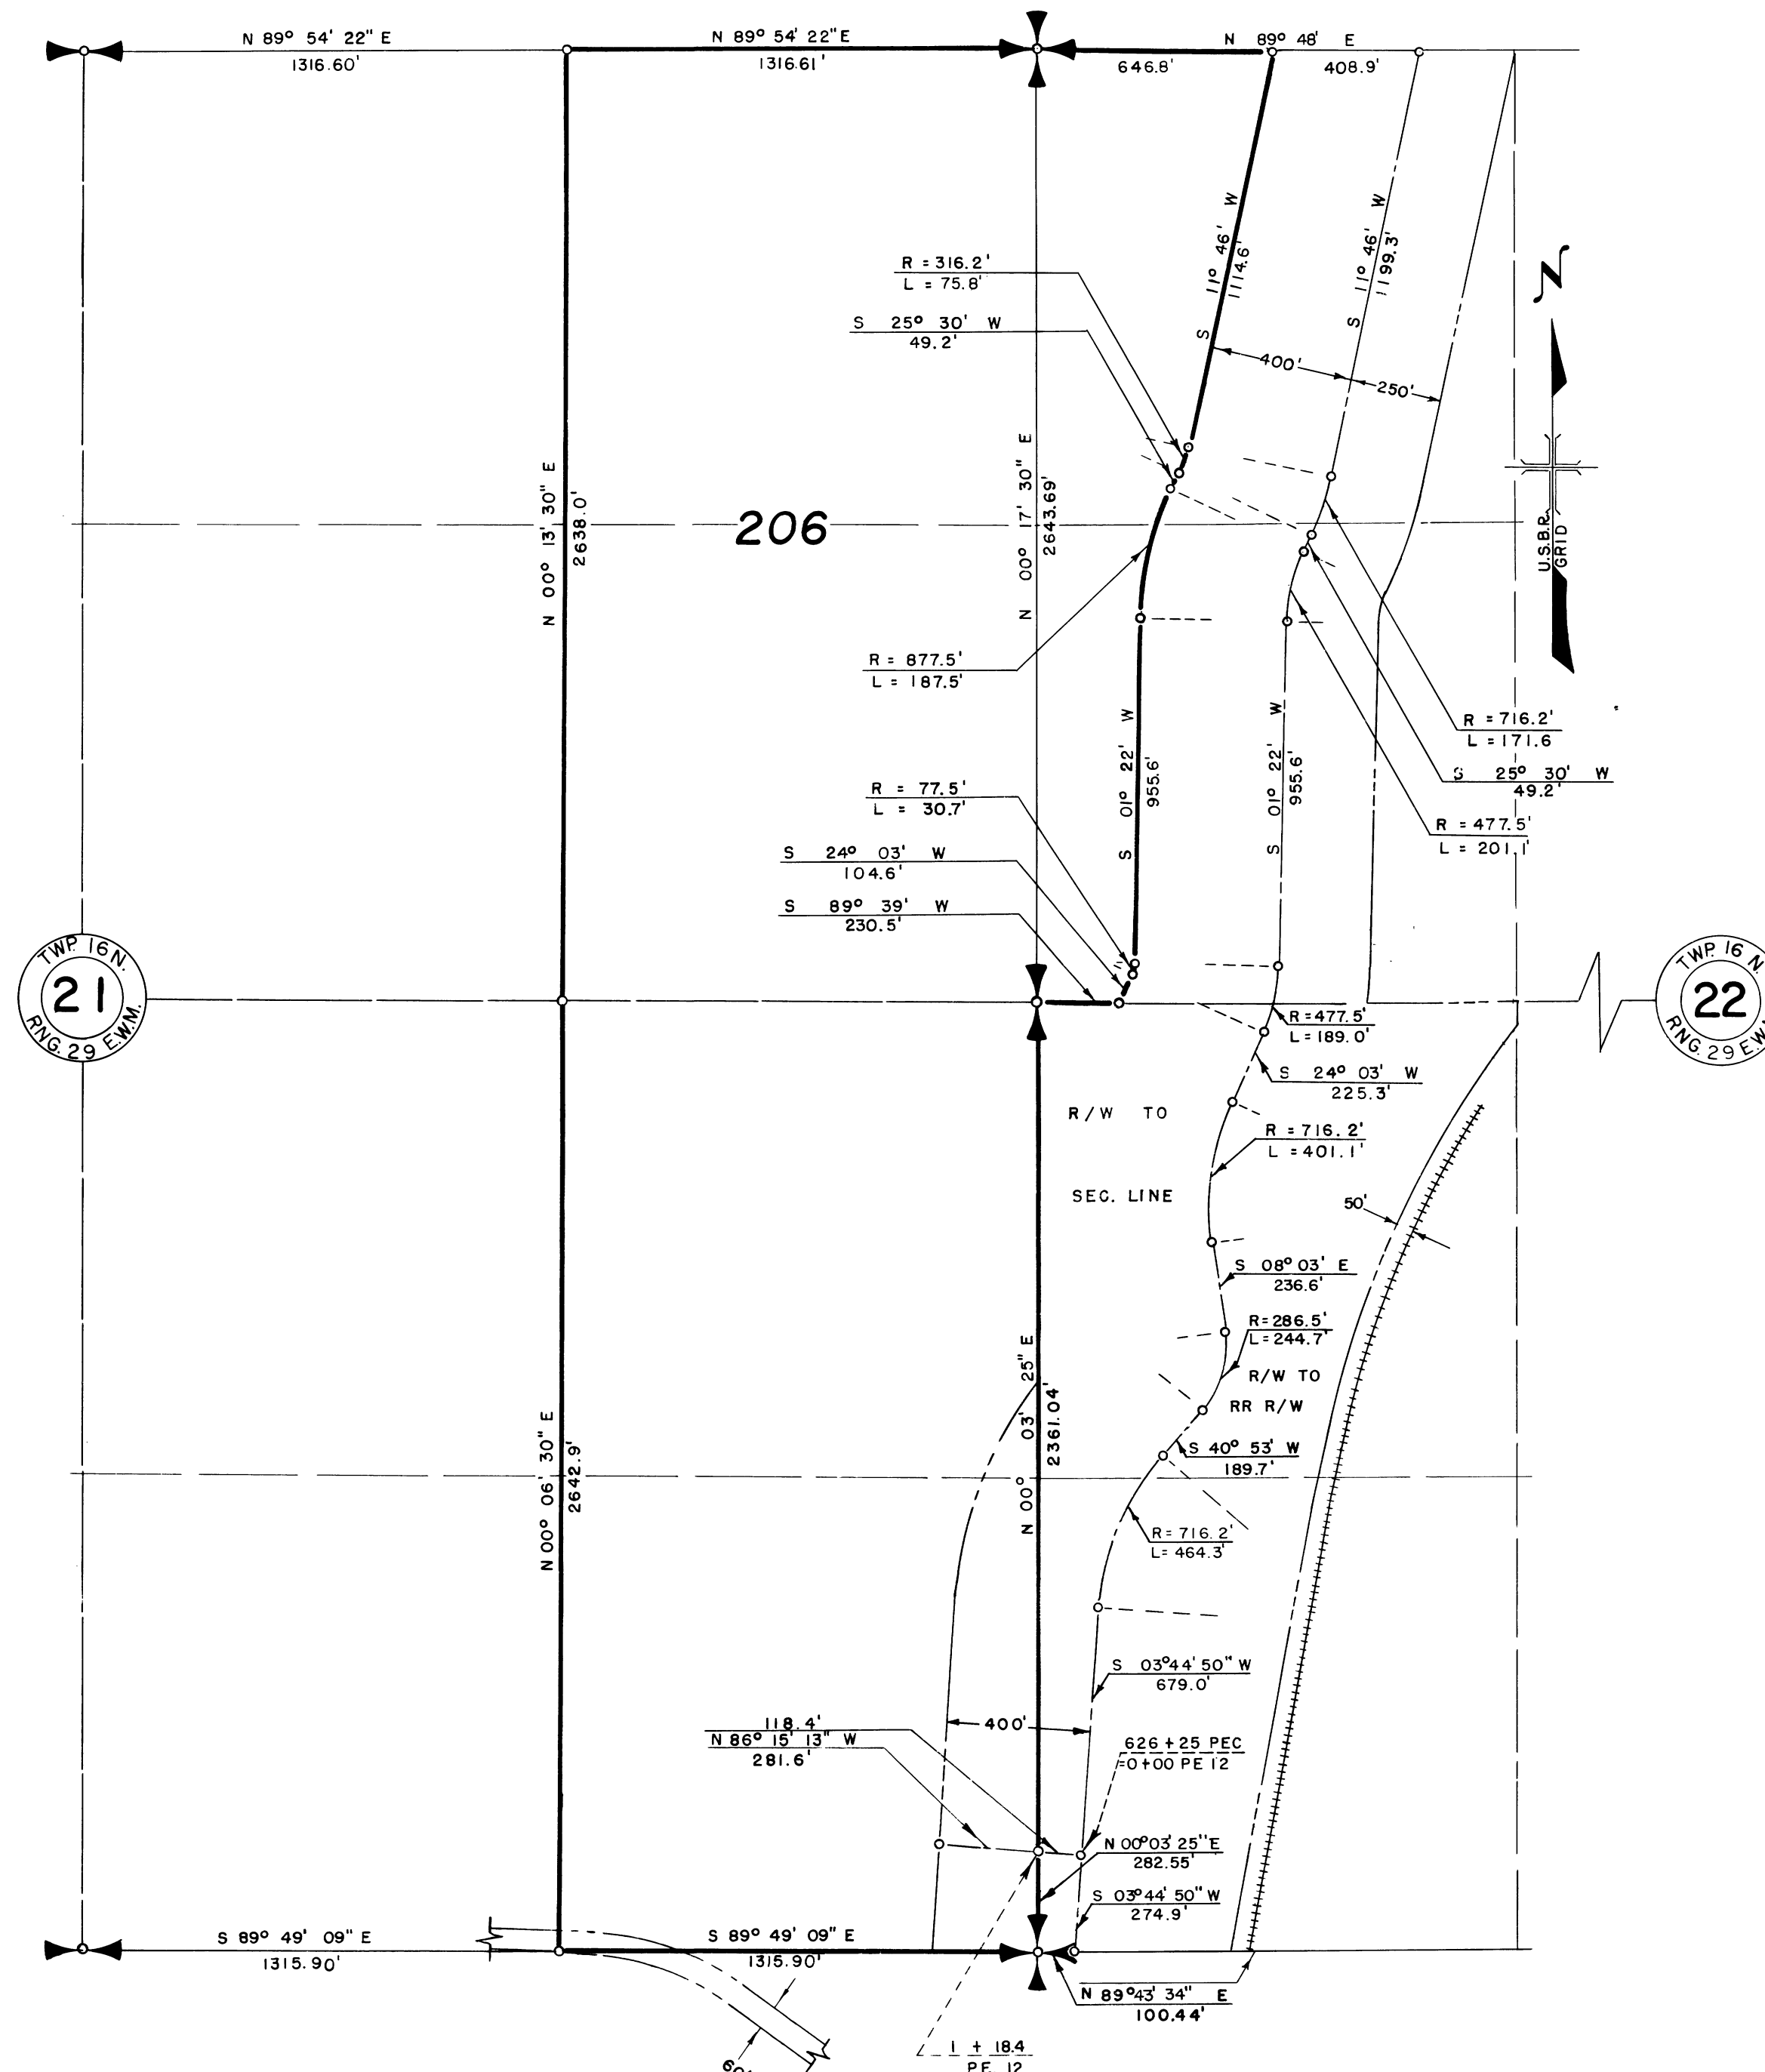 N 89° 54' 22" E
1316.60'
N 89° 54' 22" E
1316.61'
N 89° 48' E
646.8'
408.9'
S 11° 46' W
1114.6'
S 11° 46' W
1199.3'
N
R = 316.2'
L = 75.8'
S 25° 30' W
49.2'
400'
250'
N 00° 13' 30" E
2638.0'
206
N 00° 17' 30" E
2643.69'
U.S.B.R.
GRID
R = 877.5'
L = 187.5'
R = 716.2'
L = 171.6
S 25° 30' W
49.2'
R = 477.5'
L = 201.1'
S 01° 22' W
955.6'
S 01° 22' W
955.6'
R = 77.5'
L = 30.7'
S 24° 03' W
104.6'
S 89° 39' W
230.5'
TWP. 16 N.
21
RNG. 29 E.W.M.
TWP. 16 N.
22
RNG. 29 E.W.
R = 477.5'
L = 189.0'
S 24° 03' W
225.3'
R/W TO
SEC. LINE
R = 716.2'
L = 401.1'
50'
S 08° 03' E
236.6'
R = 286.5'
L = 244.7'
R/W TO
RR R/W
N 00° 06' 30" E
2642.9'
N 00° 03' 25" E
2361.04'
S 40° 53' W
189.7'
R = 716.2'
L = 464.3'
S 03° 44' 50" W
679.0'
400'
118.4'
N 86° 15' 13" W
281.6'
626 + 25 PEC
=0+00 PE 12
N 00° 03' 25" E
282.55'
S 03° 44' 50" W
274.9'
S 89° 49' 09" E
1315.90'
S 89° 49' 09" E
1315.90'
N 89° 43' 34" E
100.44'
1 + 18.4
PE 12
60'